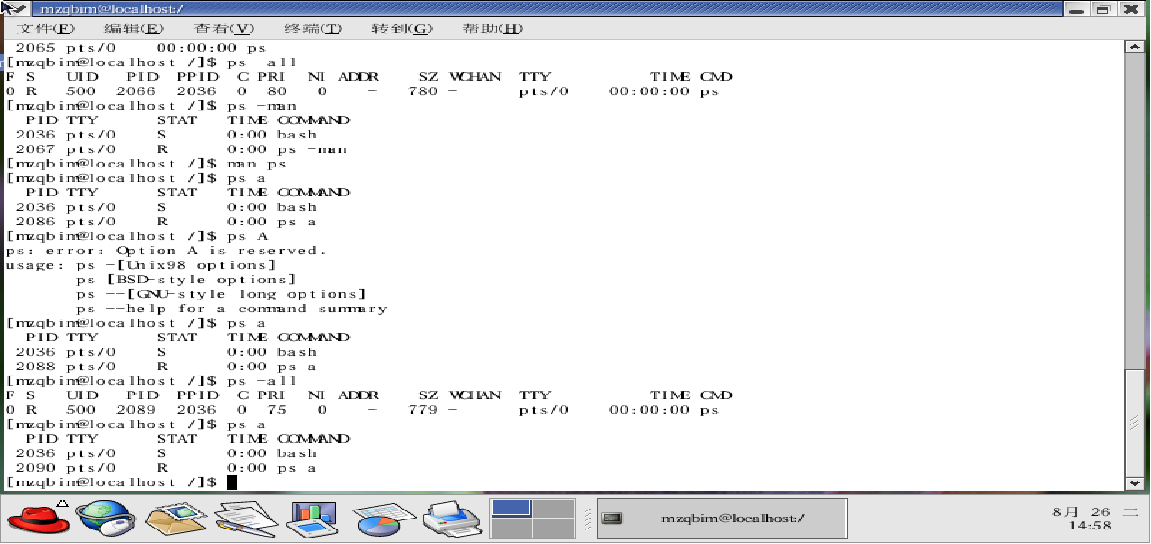 mzqbim@localhost:/
文件(F) 编辑(E) 查看(V) 终端(T) 转到(G) 帮助(H)
2065 pts/0 00:00:00 ps
[mzqbim@localhost /]$ ps all
F S UID PID PPID C PRI NI ADDR SZ WCHAN TTY TIME CMD
0 R 500 2066 2036 0 80 0 - 780 - pts/0 00:00:00 ps
[mzqbim@localhost /]$ ps -man
PID TTY STAT TIME COMMAND
2036 pts/0 S 0:00 bash
2067 pts/0 R 0:00 ps -man
[mzqbim@localhost /]$ man ps
[mzqbim@localhost /]$ ps a
PID TTY STAT TIME COMMAND
2036 pts/0 S 0:00 bash
2086 pts/0 R 0:00 ps a
[mzqbim@localhost /]$ ps A
ps: error: Option A is reserved.
usage: ps -[Unix98 options]
ps [BSD-style options]
ps --[GNU-style long options]
ps --help for a command summary
[mzqbim@localhost /]$ ps a
PID TTY STAT TIME COMMAND
2036 pts/0 S 0:00 bash
2088 pts/0 R 0:00 ps a
[mzqbim@localhost /]$ ps -all
F S UID PID PPID C PRI NI ADDR SZ WCHAN TTY TIME CMD
0 R 500 2089 2036 0 75 0 - 779 - pts/0 00:00:00 ps
[mzqbim@localhost /]$ ps a
PID TTY STAT TIME COMMAND
2036 pts/0 S 0:00 bash
2090 pts/0 R 0:00 ps a
[mzqbim@localhost /]$
mzqbim@localhost:/
8月 26 二
14:58